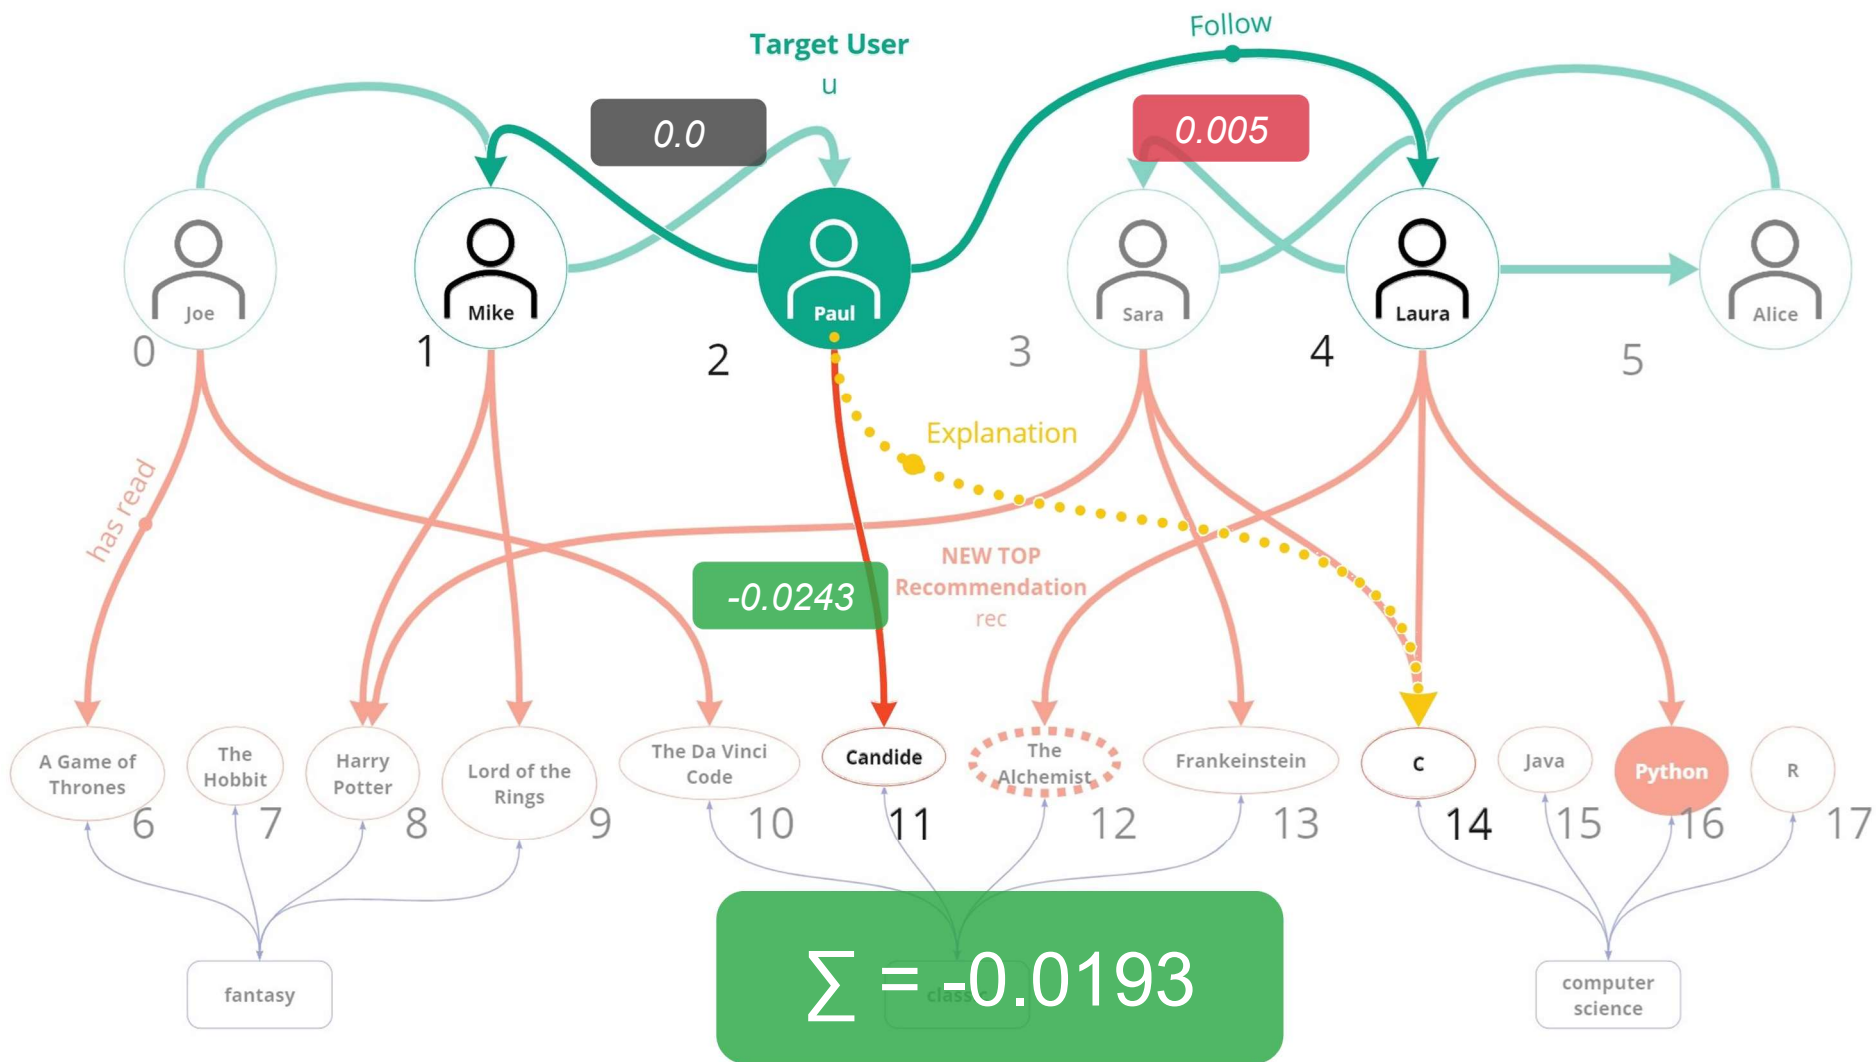 Follow
Target User
u
0.0
0.005
Joe
Mike
Paul
Sara
Laura
Alice
0
1
2
3
4
5
Explanation
has read
NEW TOP
Recommendation
rec
-0.0243
A Game of
Thrones
The
Hobbit
Harry
Potter
Lord of the
Rings
The Da Vinci
Code
Candide
The
Alchemist
Frankeinstein
C
Java
Python
R
6
7
8
9
10
11
12
13
14
15
16
17
∑ = -0.0193
fantasy
classic
computer
science